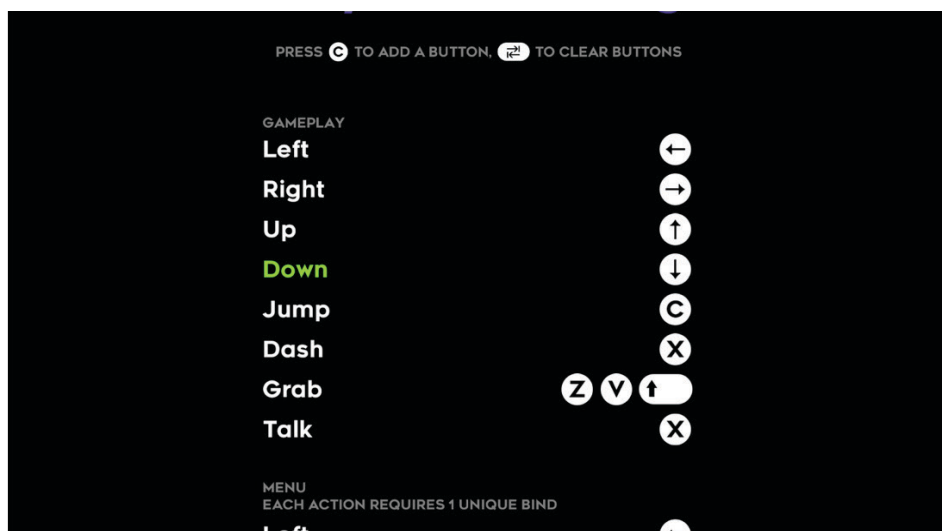 PRESS C TO ADD A BUTTON, TO CLEAR BUTTONS
GAMEPLAY
Left ←
Right →
Up ↑
Down ↓
Jump C
Dash X
Grab Z V
Talk X
MENU
EACH ACTION REQUIRES 1 UNIQUE BIND
Left